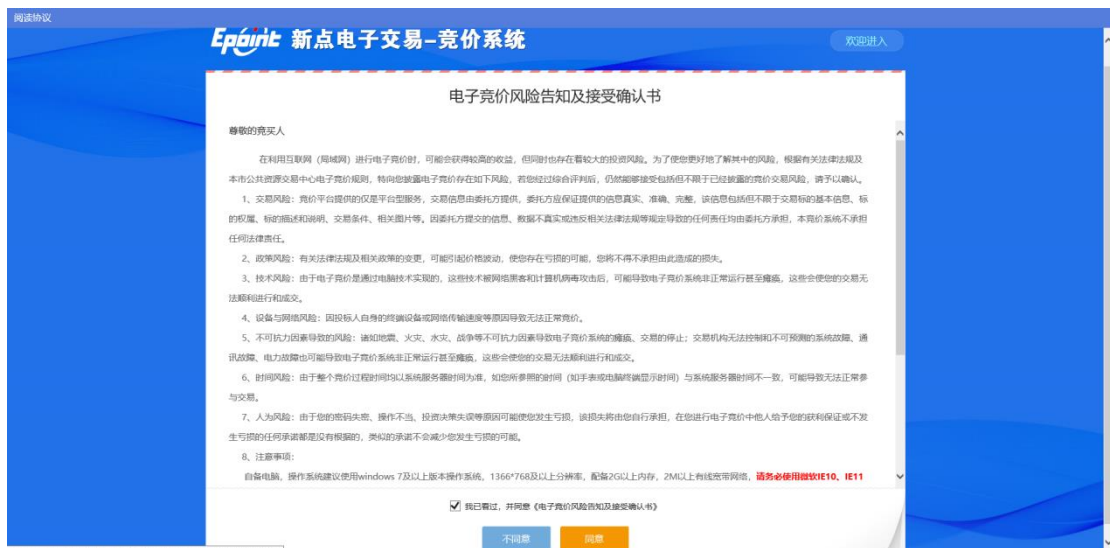 阅读协议
Epoint 新点电子交易-竞价系统
欢迎进入
电子竞价风险告知及接受确认书
尊敬的竞买人
在利用互联网（局域网）进行电子竞价时，可能会获得较高的收益，但同时也存在着较大的投资风险。为了使您更好地了解其中的风险，根据有关法律法规及
本市公共资源交易中心电子竞价规则，特向您披露电子竞价存在如下风险，若您经过综合评判后，仍然能够接受包括但不限于已经披露的竞价交易风险，请予以确认。
1、交易风险：竞价平台提供的仅是平台型服务，交易信息由委托方提供，委托方应保证提供的信息真实、准确、完整，该信息包括但不限于交易标的基本信息、标
的权属、标的描述和说明、交易条件、相关图片等。因委托方提交的信息、数据不真实或违反相关法律法规等规定导致的任何责任均由委托方承担，本竞价系统不承担
任何法律责任。
2、政策风险：有关法律法规及相关政策的变更，可能引起价格波动，使您存在亏损的可能，您将不得不承担由此造成的损失。
3、技术风险：由于电子竞价是通过电脑技术实现的，这些技术被网络黑客和计算机病毒攻击后，可能导致电子竞价系统非正常运行甚至瘫痪，这些会使您的交易无
法顺利进行和成交。
4、设备与网络风险：因投标人自身的终端设备或网络传输速度等原因导致无法正常竞价。
5、不可抗力因素导致的风险：诸如地震、火灾、水灾、战争等不可抗力因素导致电子竞价系统的瘫痪、交易的停止；交易机构无法控制和不可预测的系统故障、通
讯故障、电力故障也可能导致电子竞价系统非正常运行甚至瘫痪，这些会使您的交易无法顺利进行和成交。
6、时间风险：由于整个竞价过程时间均以系统服务器时间为准，如您所参照的时间（如手表或电脑终端显示时间）与系统服务器时间不一致，可能导致无法正常参
与交易。
7、人为风险：由于您的密码失密、操作不当、投资决策失误等原因可能使您发生亏损，该损失将由您自行承担，在您进行电子竞价中他人给予您的获利保证或不发
生亏损的任何承诺都是没有根据的，类似的承诺不会减少您发生亏损的可能。
8、注意事项：
自备电脑，操作系统建议使用windows 7及以上版本操作系统，1366*768及以上分辨率，配备2G以上内存，2M以上有线宽带网络，请务必使用微软IE10、IE11
我已看过，并同意《电子竞价风险告知及接受确认书》
不同意
同意